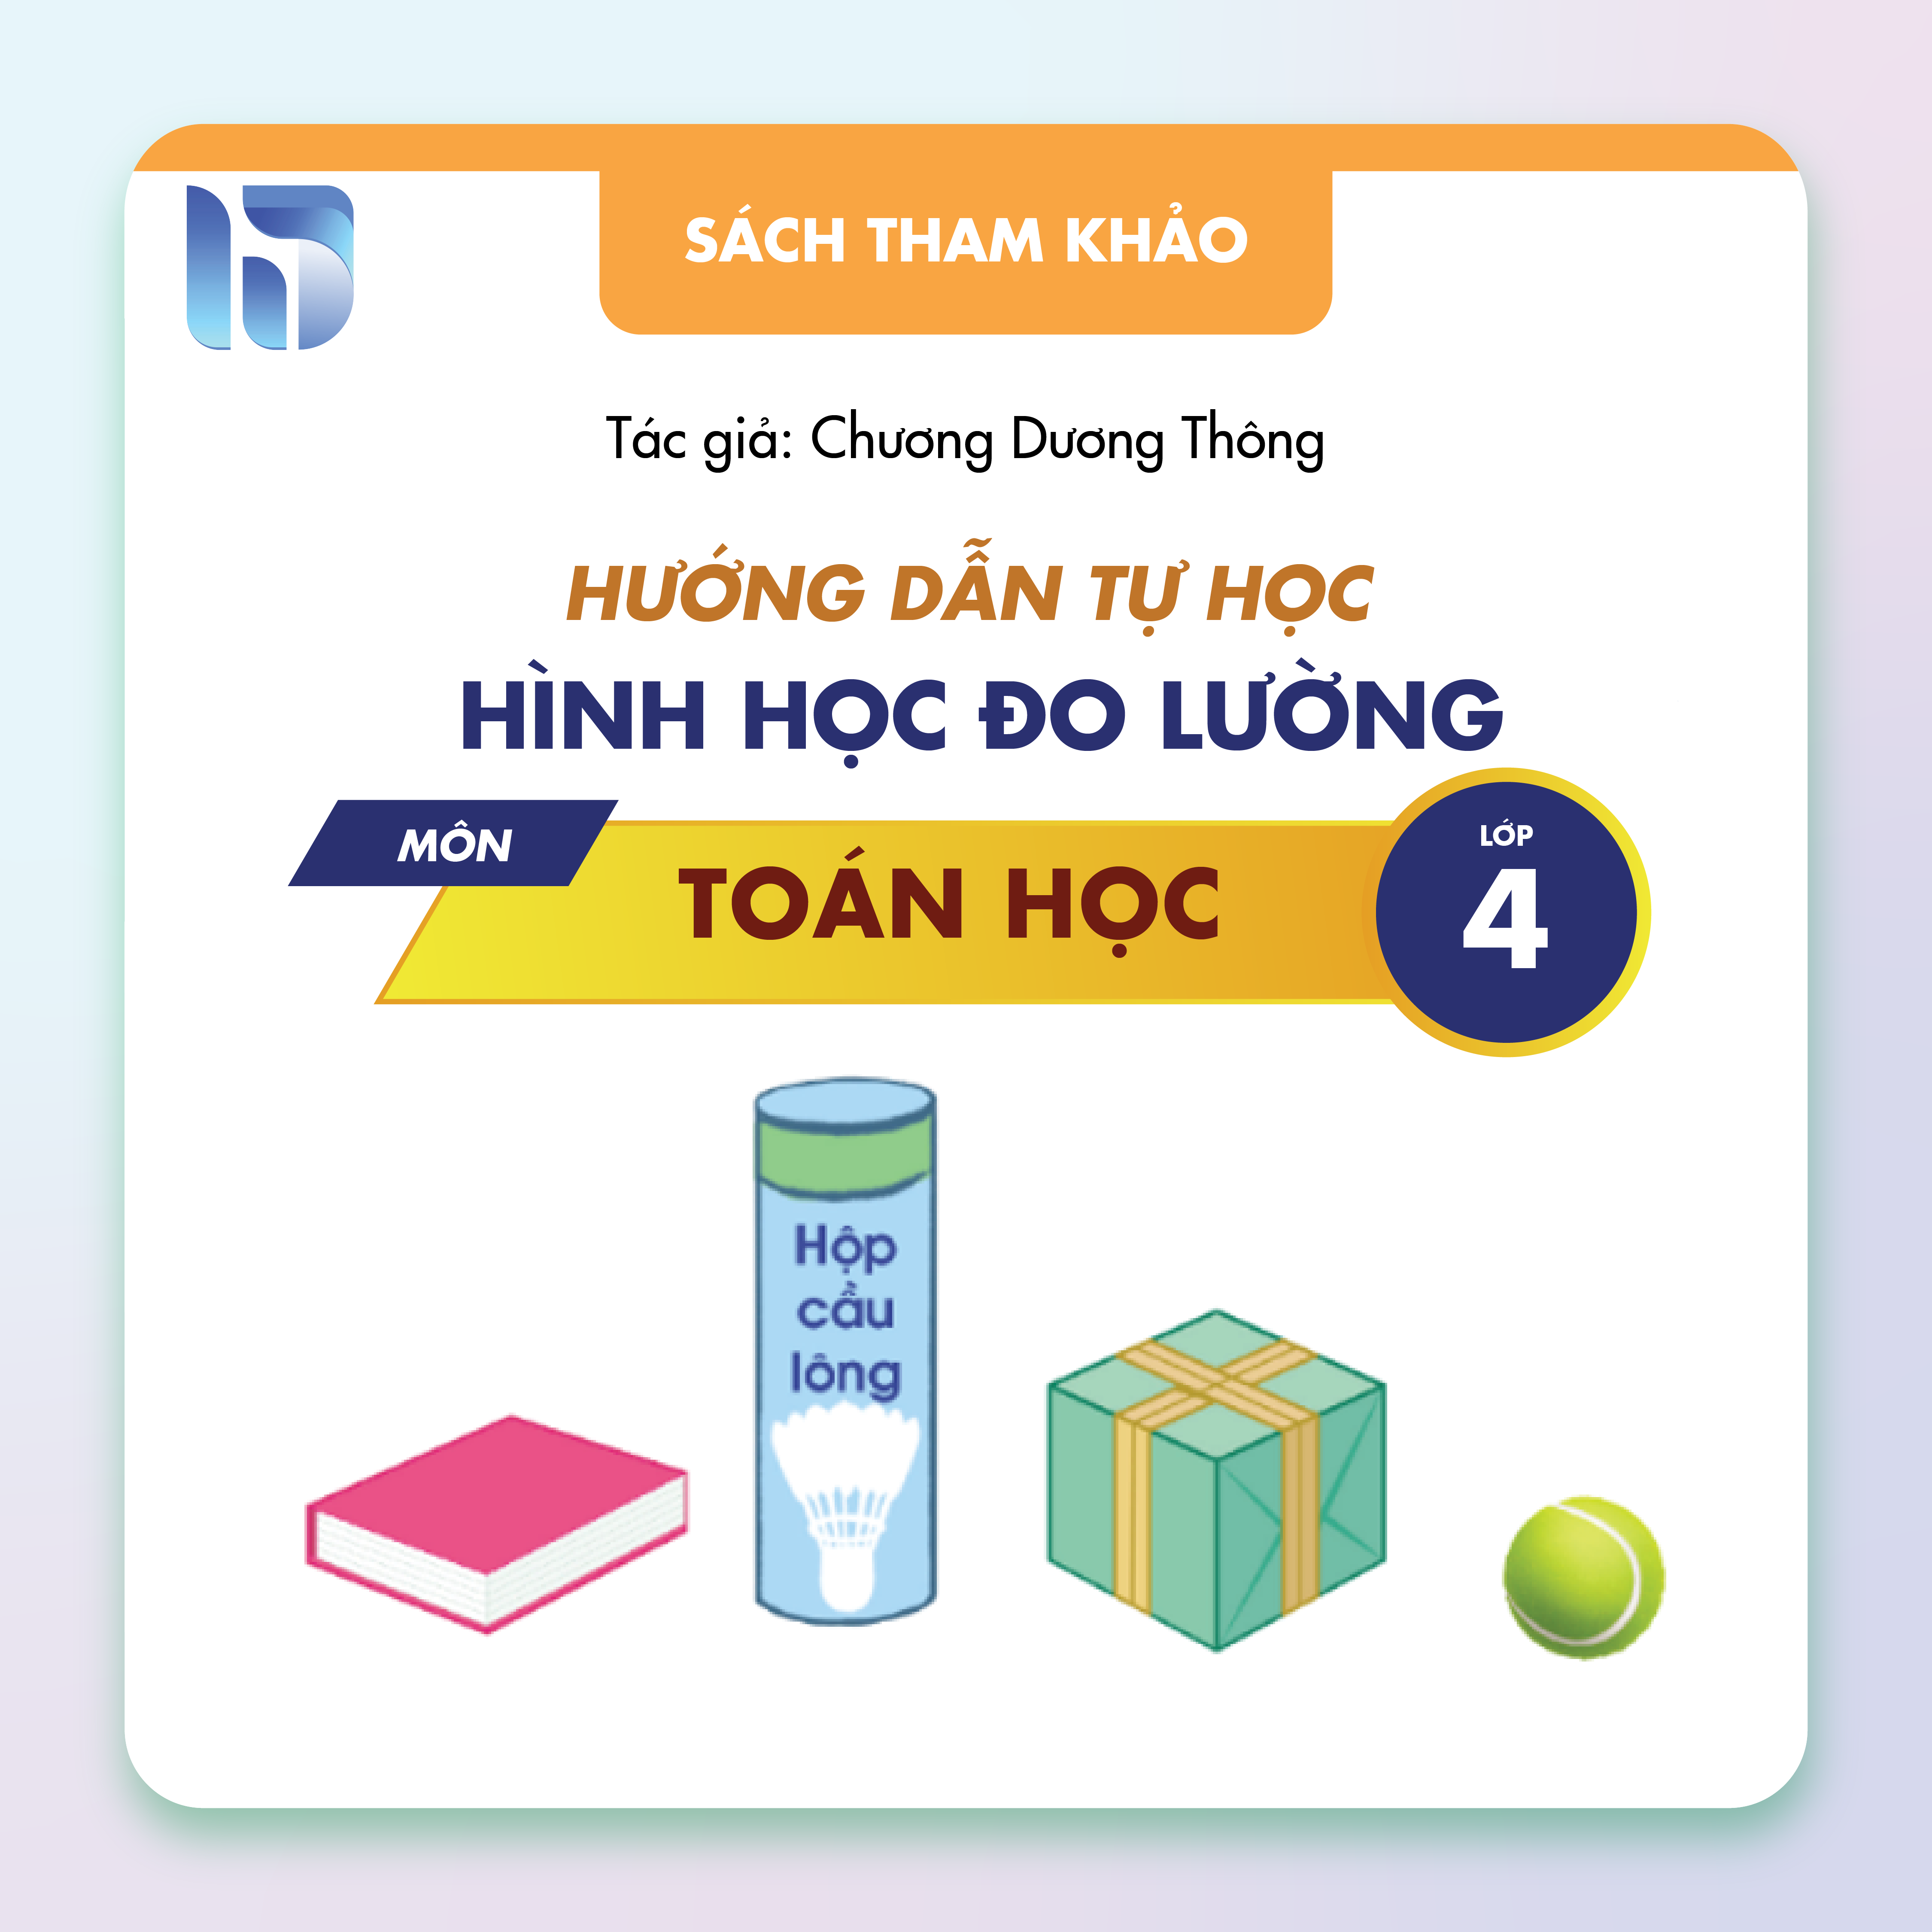 SÁCH THAM KHẢO
Tác giả: Chương Dương Thông
HƯỚNG DẪN TỰ HỌC
HÌNH HỌC ĐO LƯỜNG
MÔN
TOÁN HỌC
LỚP
4
Hộp
cầu
lông